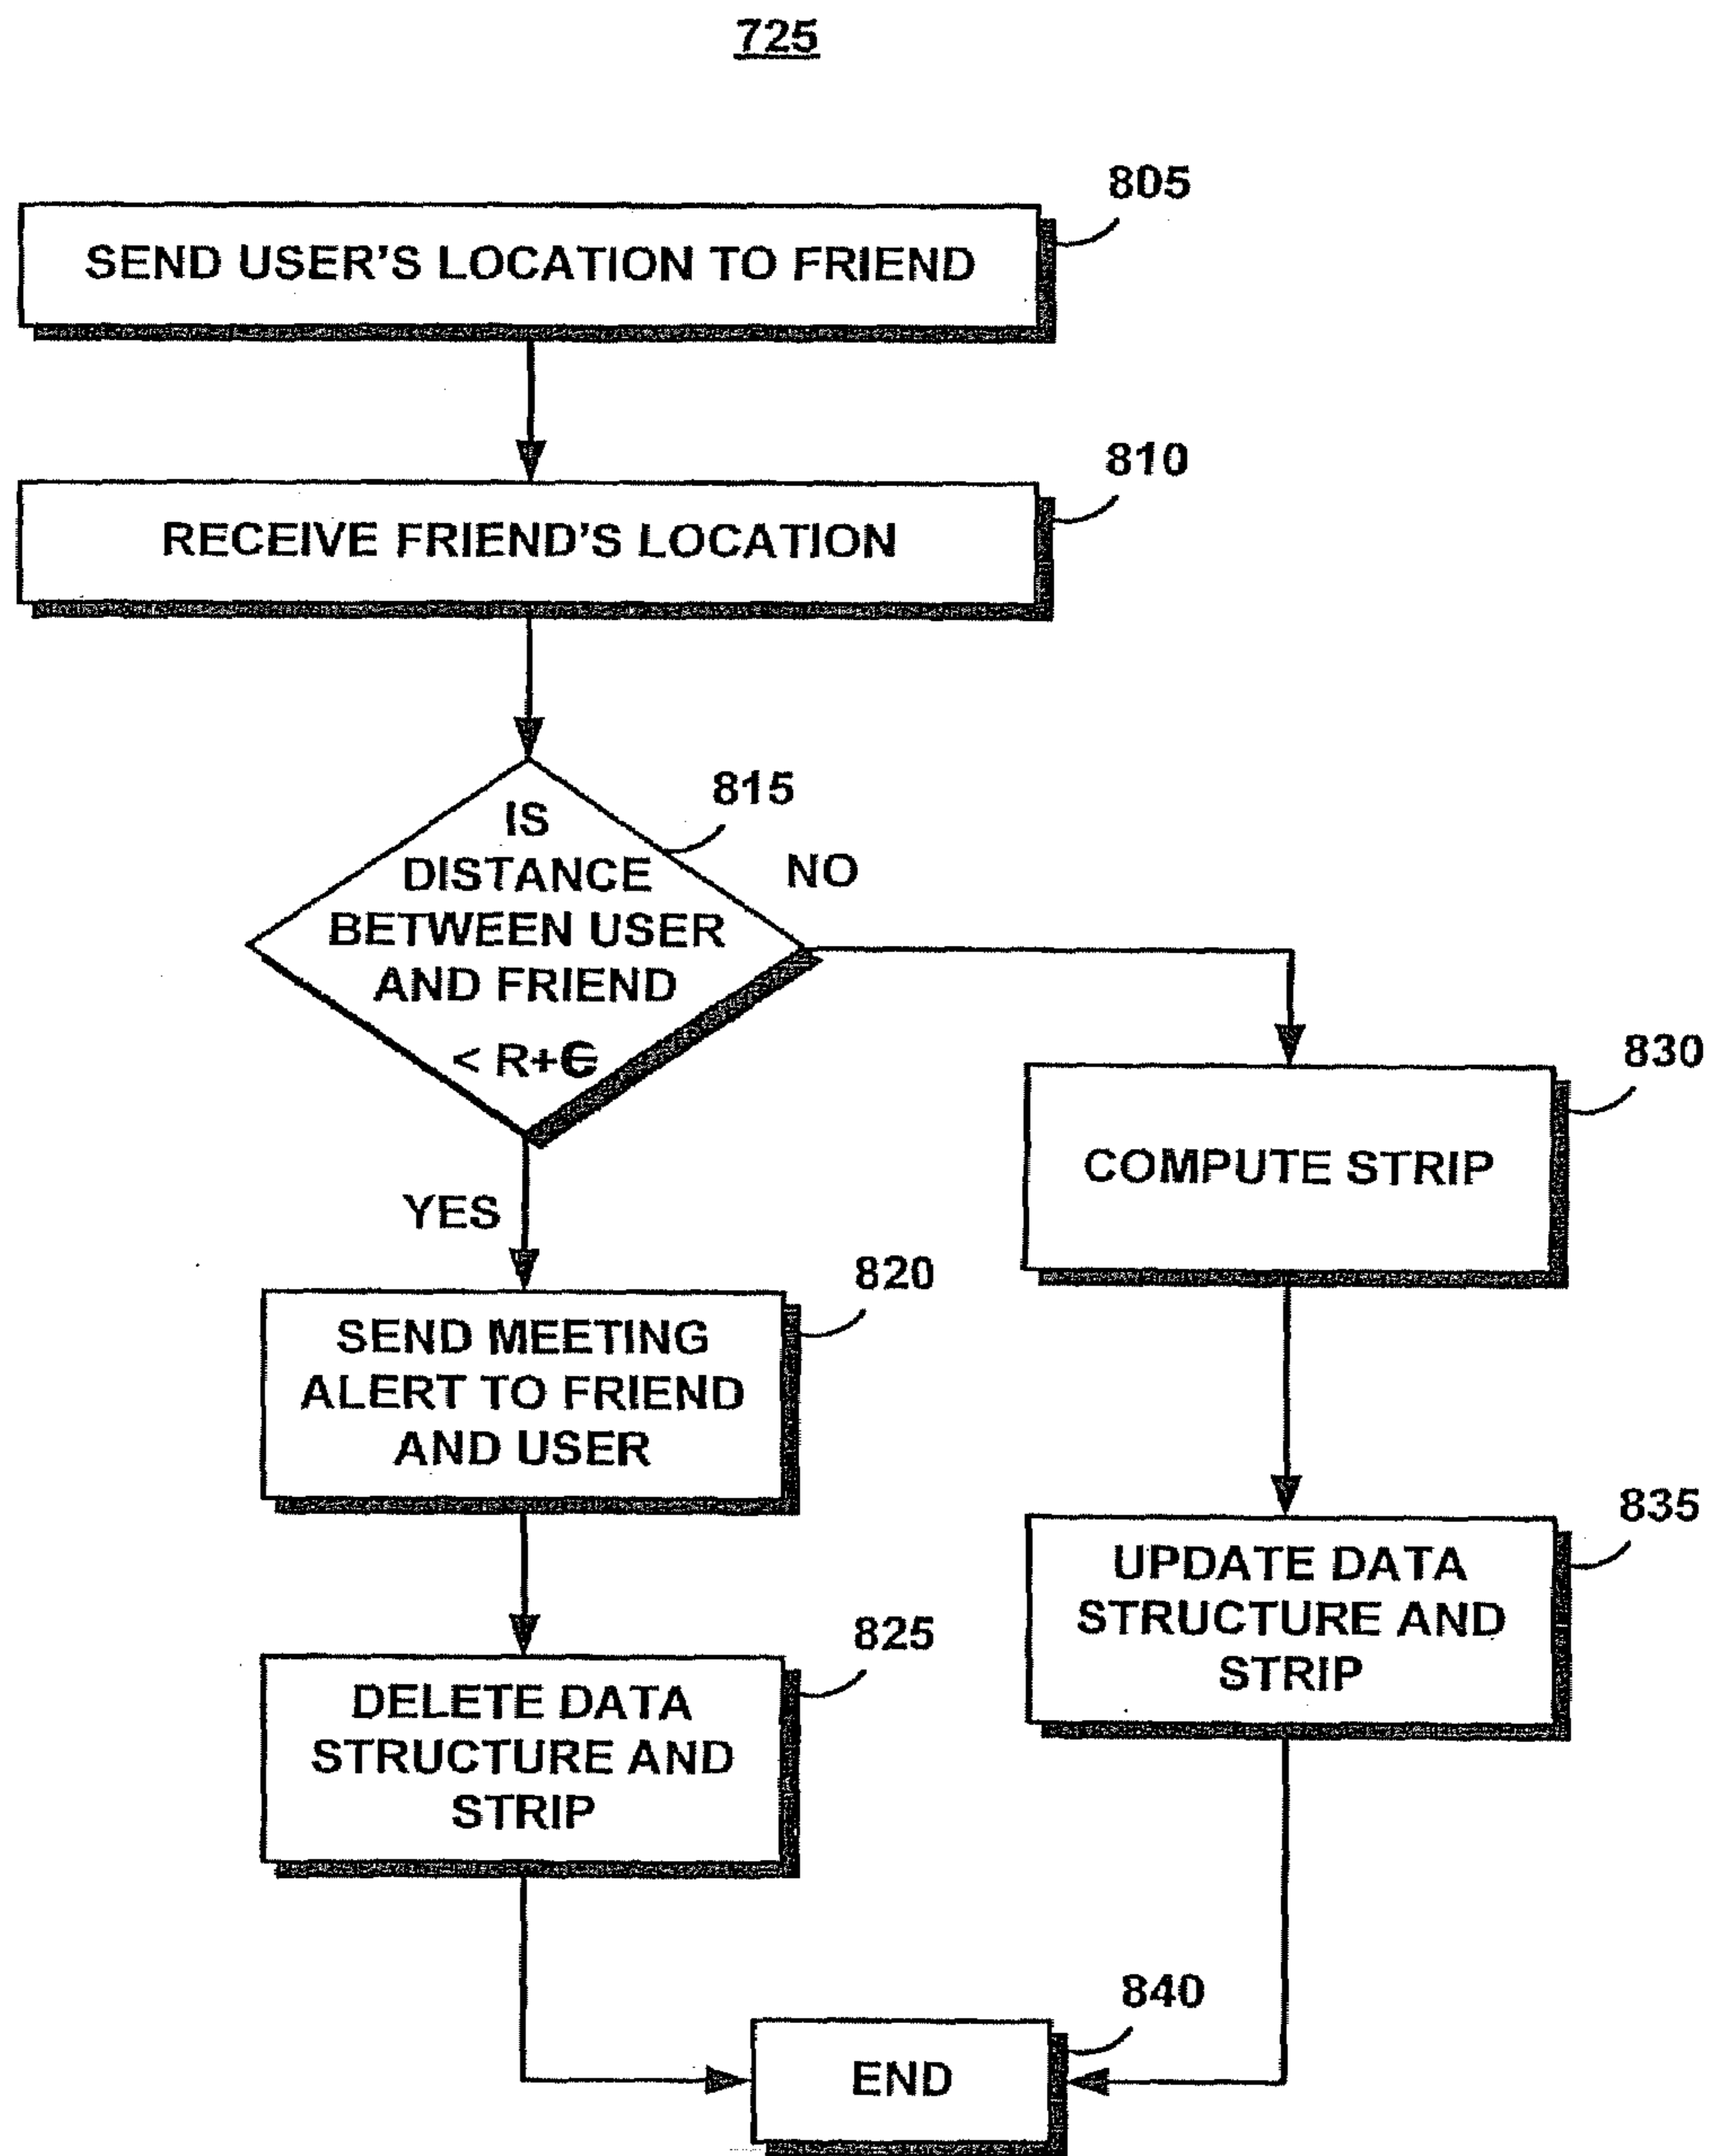 725
805
SEND USER'S LOCATION TO FRIEND
810
RECEIVE FRIEND'S LOCATION
815
IS
DISTANCE
BETWEEN USER
AND FRIEND
< R+Є
NO
YES
830
COMPUTE STRIP
820
SEND MEETING
ALERT TO FRIEND
AND USER
835
UPDATE DATA
STRUCTURE AND
STRIP
825
DELETE DATA
STRUCTURE AND
STRIP
840
END